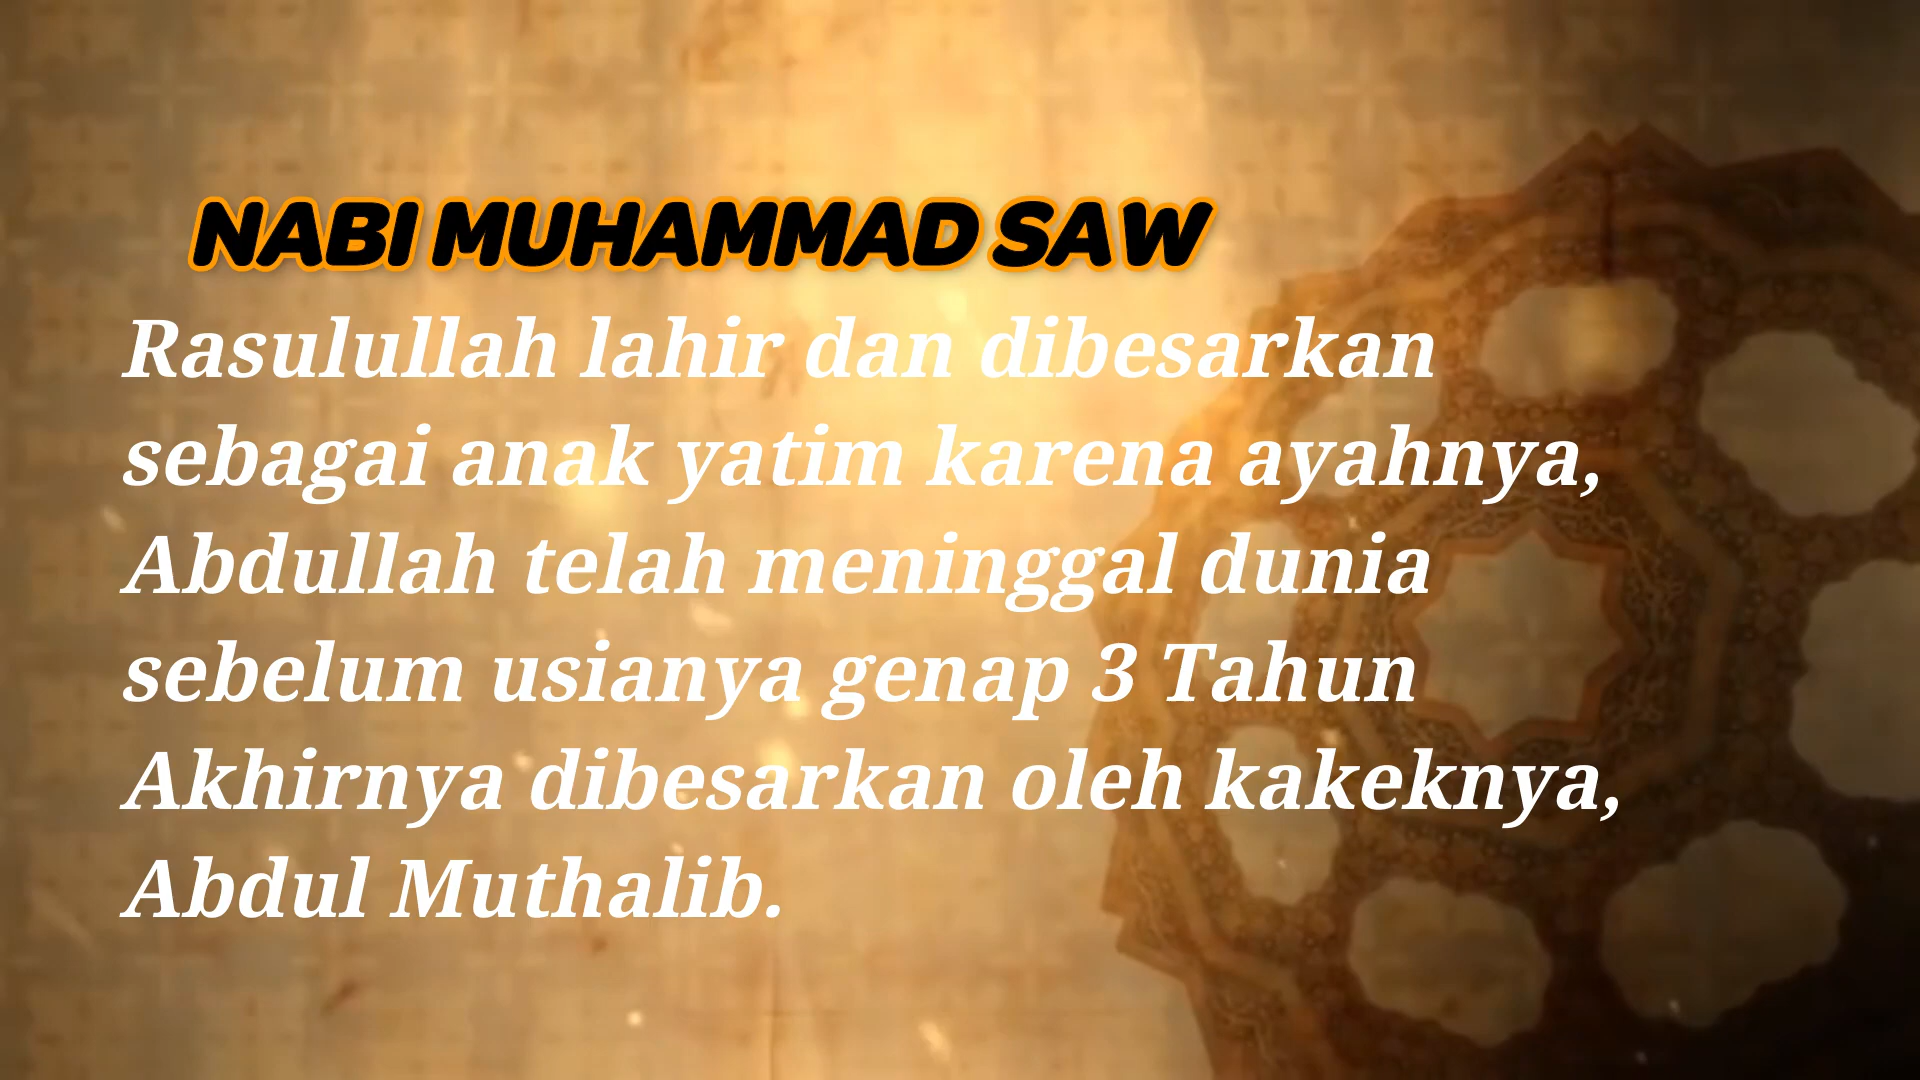 NABI MUHAMMAD SAW
Rasulullah lahir dan dibesarkan
sebagai anak yatim karena ayahnya,
Abdullah telah meninggal dunia
sebelum usianya genap 3 Tahun
Akhirnya dibesarkan oleh kakeknya,
Abdul Muthalib.